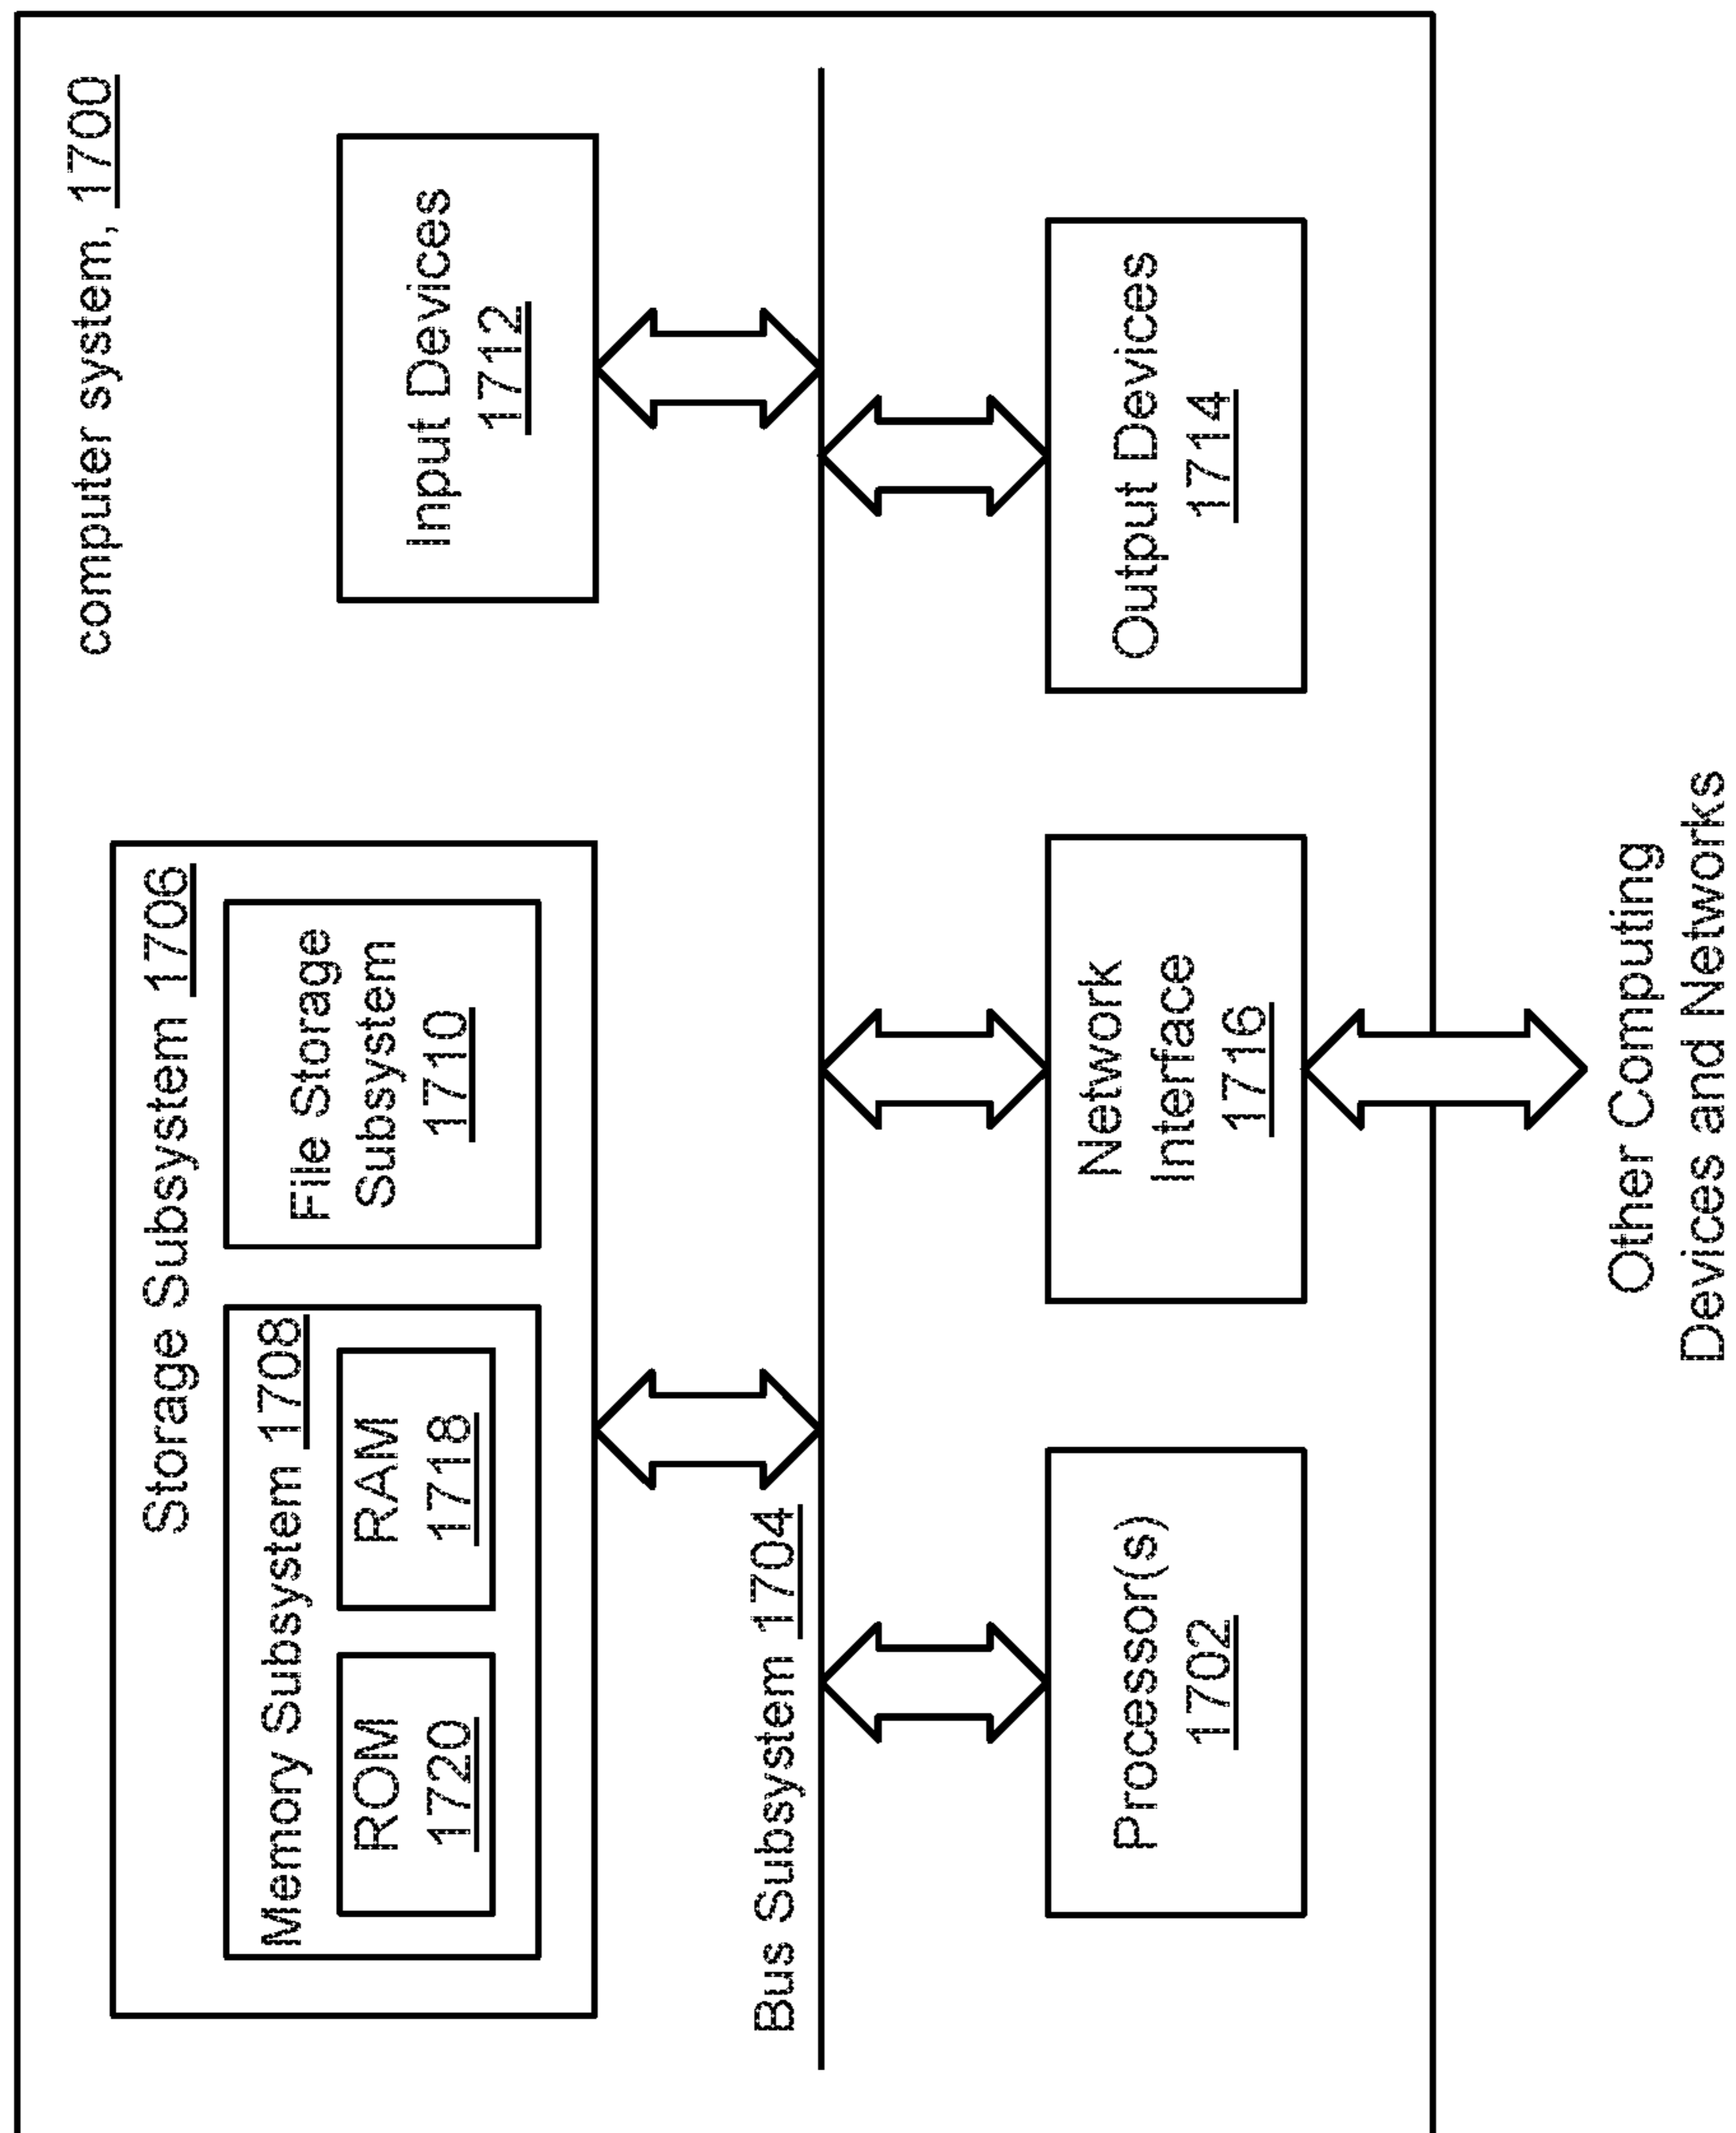 computer system, 1700
Storage Subsystem 1706
Memory Subsystem 1708
ROM
1720
RAM
1718
File Storage
Subsystem
1710
Input Devices
1712
Bus Subsystem 1704
Processor(s)
1702
Network
Interface
1716
Output Devices
1714
Other Computing
Devices and Networks